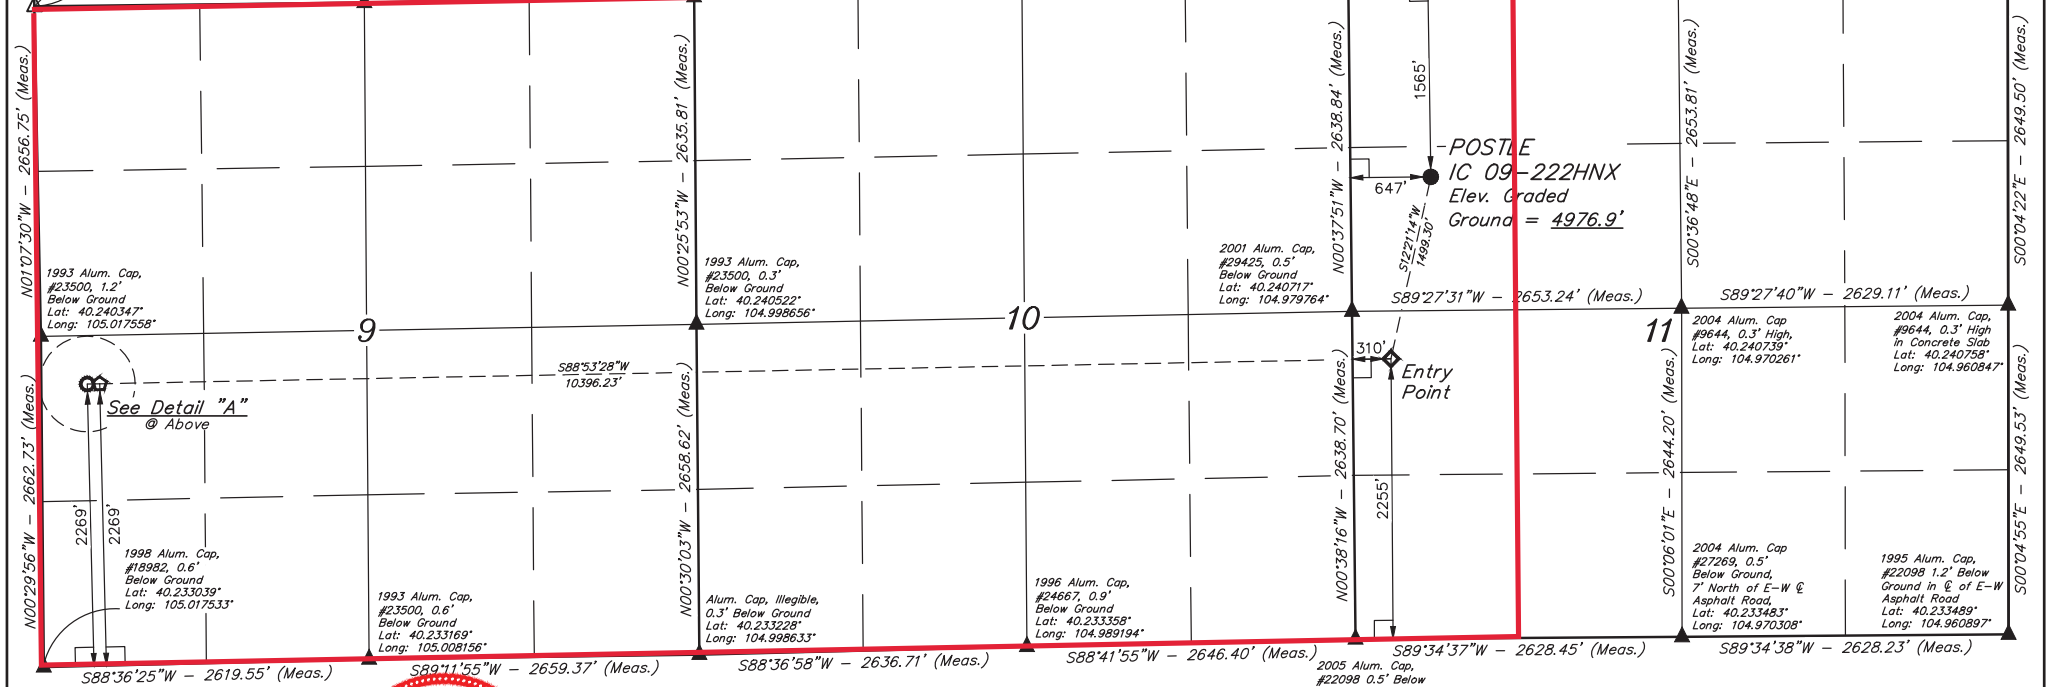 N01°07'30"W - 2656.75' (Meas.)
N00°25'53"W - 2635.81' (Meas.)
N00°37'51"W - 2638.84' (Meas.)
1565'
S00°36'48"E - 2653.81' (Meas.)
S00°04'22"E - 2649.50' (Meas.)
POSTLE
IC 09-222HNX
Elev. Graded
Ground = 4976.9'
647'
S12°21'14"W
1499.30'
1993 Alum. Cap,
#23500, 1.2'
Below Ground
Lat: 40.240347°
Long: 105.017558°
1993 Alum. Cap,
#23500, 0.3'
Below Ground
Lat: 40.240522°
Long: 104.998656°
2001 Alum. Cap,
#29425, 0.5'
Below Ground
Lat: 40.240717°
Long: 104.979764°
S89°27'31"W - 2653.24' (Meas.)
S89°27'40"W - 2629.11' (Meas.)
9
10
11
2004 Alum. Cap
#9644, 0.3' High,
Lat: 40.240739°
Long: 104.970261°
2004 Alum. Cap,
#9644, 0.3' High
in Concrete Slab
Lat: 40.240758°
Long: 104.960847°
S88°53'28"W
10396.23'
310'
Entry
Point
See Detail "A"
@ Above
N00°29'56"W - 2662.73' (Meas.)
2269'
2269'
N00°30'03"W - 2658.62' (Meas.)
N00°38'16"W - 2638.70' (Meas.)
2255'
S00°06'01"E - 2644.20' (Meas.)
S00°04'55"E - 2649.53' (Meas.)
1998 Alum. Cap,
#18982, 0.6'
Below Ground
Lat: 40.233039°
Long: 105.017533°
1993 Alum. Cap,
#23500, 0.6'
Below Ground
Lat: 40.233169°
Long: 105.008156°
Alum. Cap, Illegible,
0.3' Below Ground
Lat: 40.233228°
Long: 104.998633°
1996 Alum. Cap,
#24667, 0.9'
Below Ground
Lat: 40.233358°
Long: 104.989194°
2004 Alum. Cap
#27269, 0.5'
Below Ground,
7' North of E-W ℄
Asphalt Road,
Lat: 40.233483°
Long: 104.970308°
1995 Alum. Cap,
#22098 1.2' Below
Ground in ℄ of E-W
Asphalt Road
Lat: 40.233489°
Long: 104.960897°
S88°36'25"W - 2619.55' (Meas.)
S89°11'55"W - 2659.37' (Meas.)
S88°36'58"W - 2636.71' (Meas.)
S88°41'55"W - 2646.40' (Meas.)
S89°34'37"W - 2628.45' (Meas.)
S89°34'38"W - 2628.23' (Meas.)
2005 Alum. Cap,
#22098 0.5' Below